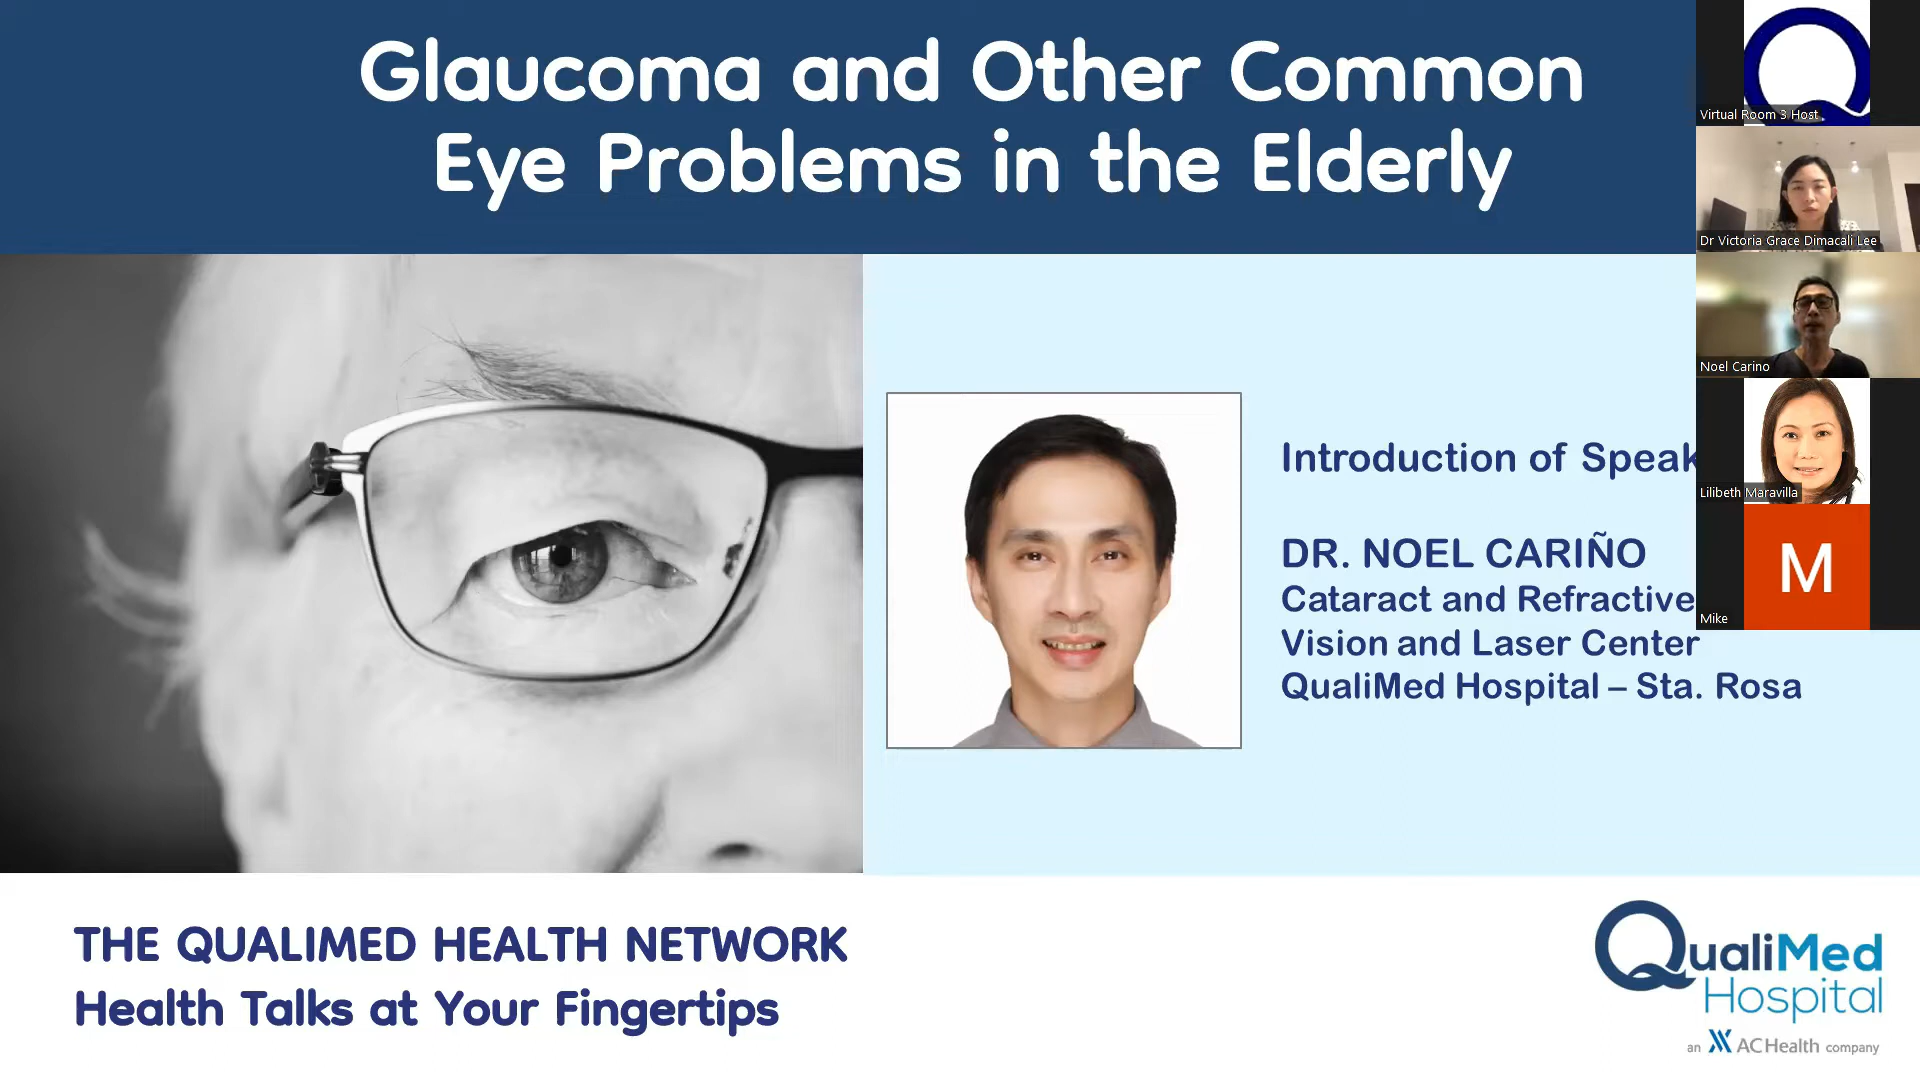 Glaucoma and Other Common
Eye Problems in the Elderly
Introduction of Speak
DR. NOEL CARIÑO
Cataract and Refractive
Vision and Laser Center
QualiMed Hospital – Sta. Rosa
THE QUALIMED HEALTH NETWORK
Health Talks at Your Fingertips
QualiMed
Hospital
an ACHealth company
Virtual Room 3 Host
Dr Victoria Grace Dimacali Lee
Noel Carino
Lilibeth Maravilla
M
Mike